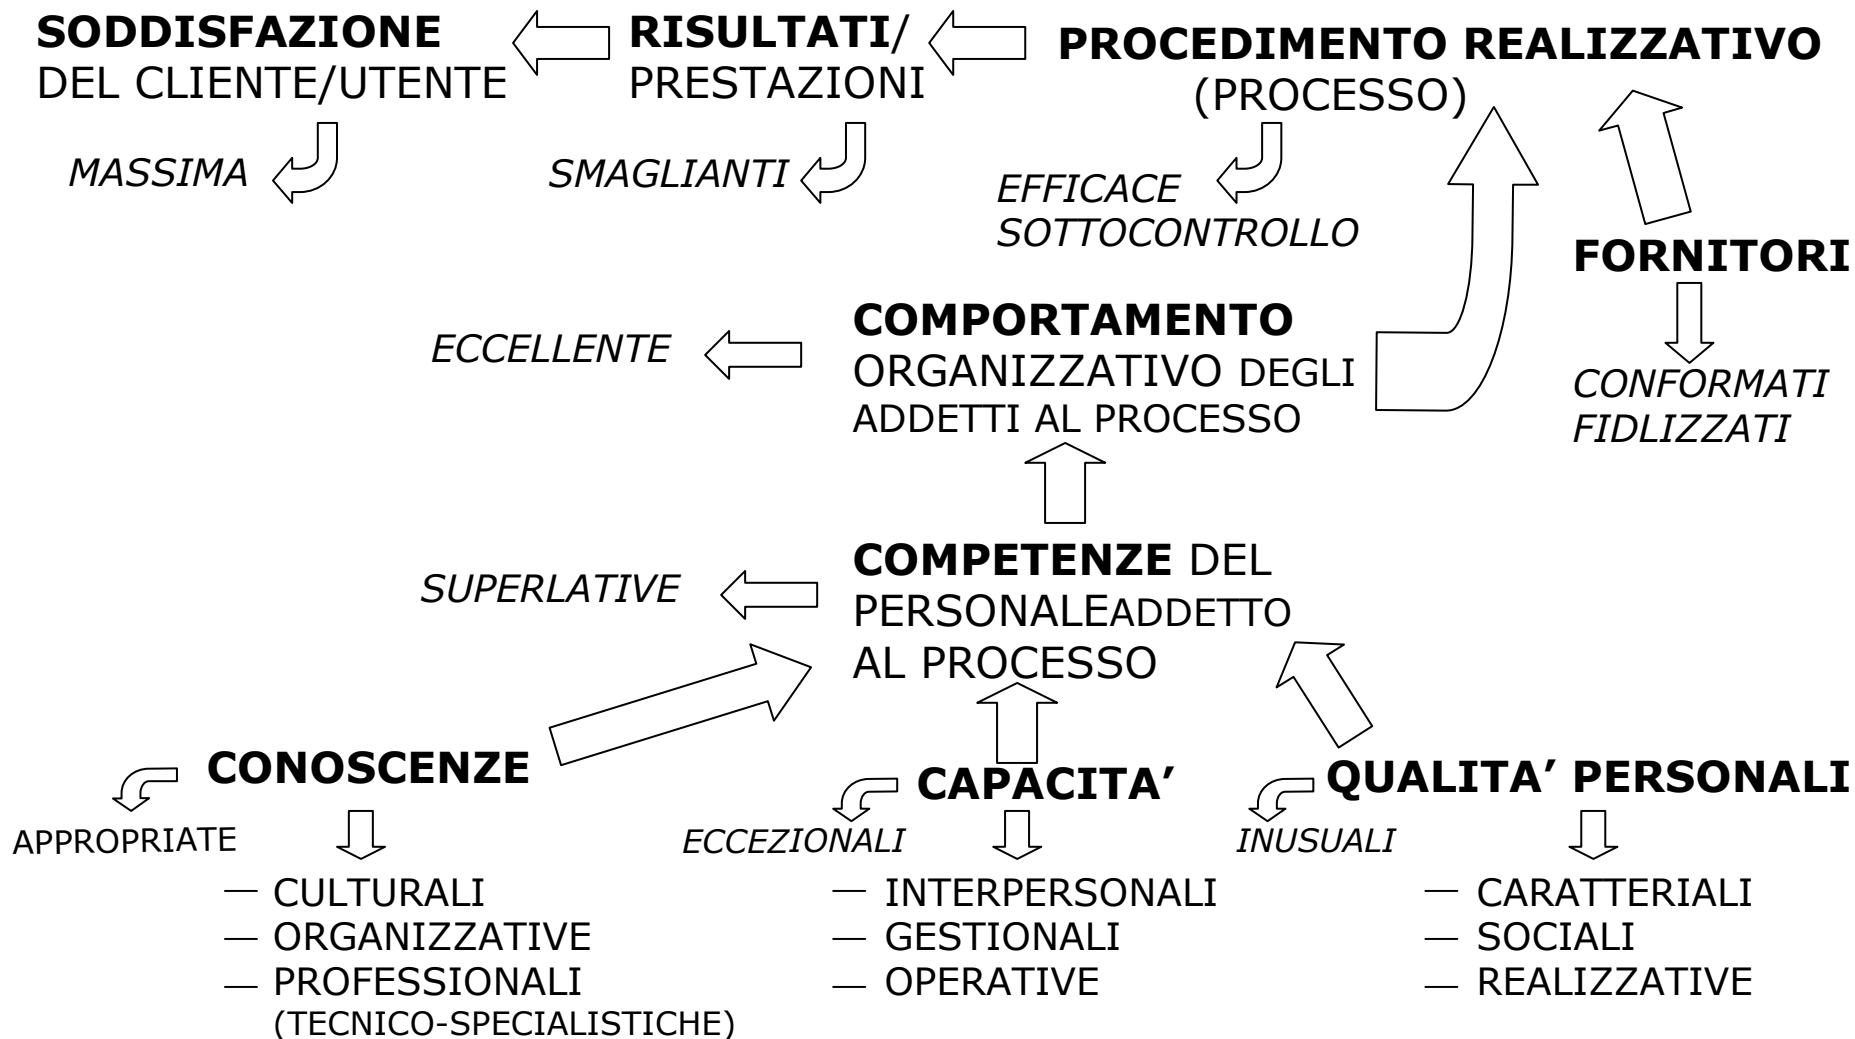 SODDISFAZIONE
DEL CLIENTE/UTENTE
MASSIMA
RISULTATI/
PRESTAZIONI
SMAGLIANTI
PROCEDIMENTO REALIZZATIVO
(PROCESSO)
EFFICACE
SOTTOCONTROLLO
FORNITORI
CONFORMATI
FIDLIZZATI
COMPORTAMENTO
ORGANIZZATIVO DEGLI
ADDETTI AL PROCESSO
ECCELLENTE
COMPETENZE DEL
PERSONALEADDETTO
AL PROCESSO
SUPERLATIVE
CONOSCENZE
APPROPRIATE
— CULTURALI
— ORGANIZZATIVE
— PROFESSIONALI
(TECNICO-SPECIALISTICHE)
CAPACITA’
ECCEZIONALI
— INTERPERSONALI
— GESTIONALI
— OPERATIVE
QUALITA’ PERSONALI
INUSUALI
— CARATTERIALI
— SOCIALI
— REALIZZATIVE